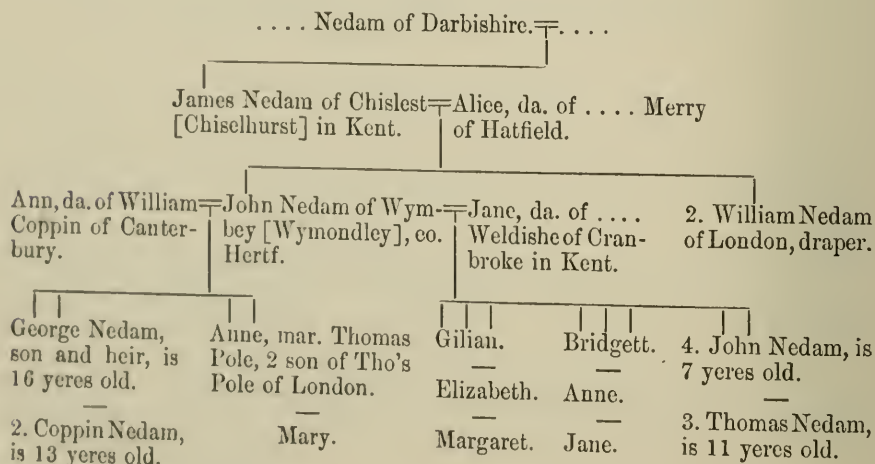 . . . . Nedam of Darbishire. . . . .
James Nedam of Chislest
[Chiselhurst] in Kent.
Alice, da. of . . . . Merry
of Hatfield.
Ann, da. of William
Coppin of Canter-
bury.
John Nedam of Wym-
bey [Wymondley], co.
Hertf.
Jane, da. of . . . .
Weldishe of Cran-
broke in Kent.
2. William Nedam
of London, draper.
George Nedam,
son and heir, is
16 yeres old.
2. Coppin Nedam,
is 13 yeres old.
Anne, mar. Thomas
Pole, 2 son of Tho's
Pole of London.
Mary.
Gilian.
Elizabeth.
Margaret.
Bridgett.
Anne.
Jane.
4. John Nedam, is
7 yeres old.
3. Thomas Nedam,
is 11 yeres old.